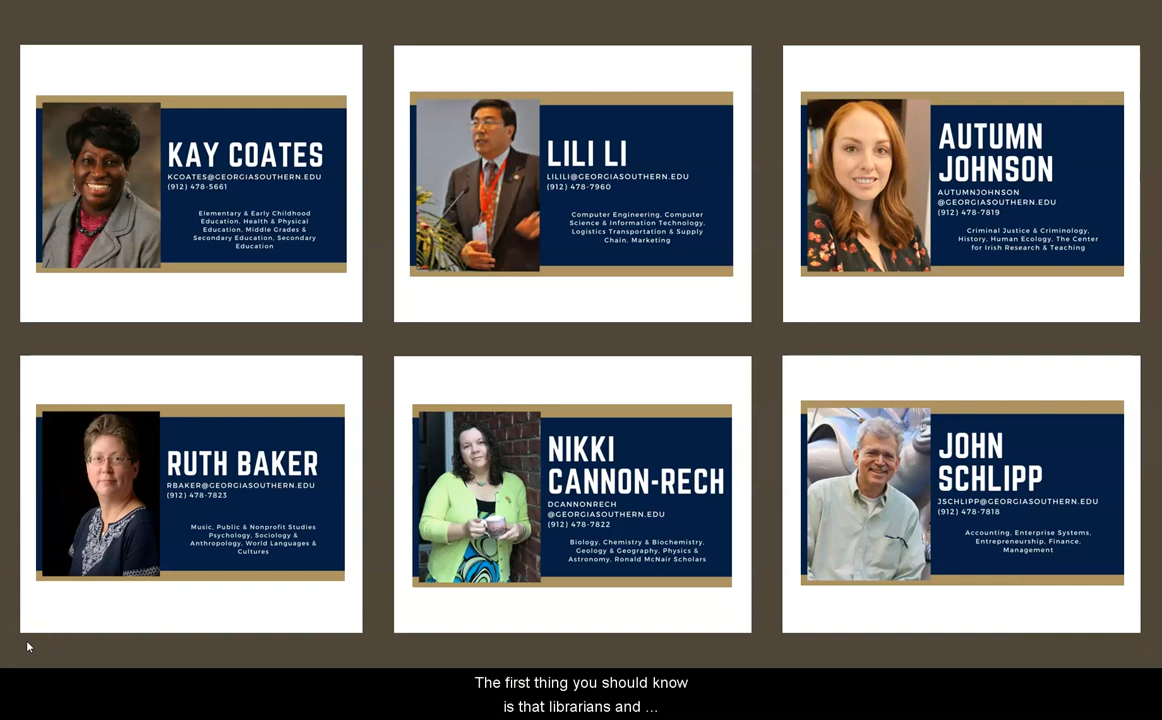 KAY COATES
KCOATES@GEORGIASOUTHERN.EDU
(912) 478-5661
Elementary & Early Childhood
Education, Health & Physical
Education, Middle Grades &
Secondary Education, Secondary
Education
LILI LI
LILILI@GEORGIASOUTHERN.EDU
(912) 478-7960
Computer Engineering, Computer
Science & Information Technology,
Logistics Transportation & Supply
Chain, Marketing
AUTUMN
JOHNSON
AUTUMNJOHNSON
@GEORGIASOUTHERN.EDU
(912) 478-7819
Criminal Justice & Criminology,
History, Human Ecology, The Center
for Irish Research & Teaching
RUTH BAKER
RBAKER@GEORGIASOUTHERN.EDU
(912) 478-7823
Music, Public & Nonprofit Studies
Psychology, Sociology &
Anthropology, World Languages &
Cultures
NIKKI
CANNON-RECH
DCANNONRECH
@GEORGIASOUTHERN.EDU
(912) 478-7822
Biology, Chemistry & Biochemistry,
Geology & Geography, Physics &
Astronomy, Ronald McNair Scholars
JOHN
SCHLIPP
JSCHLIPP@GEORGIASOUTHERN.EDU
(912) 478-7818
Accounting, Enterprise Systems,
Entrepreneurship, Finance,
Management
The first thing you should know
is that librarians and ...